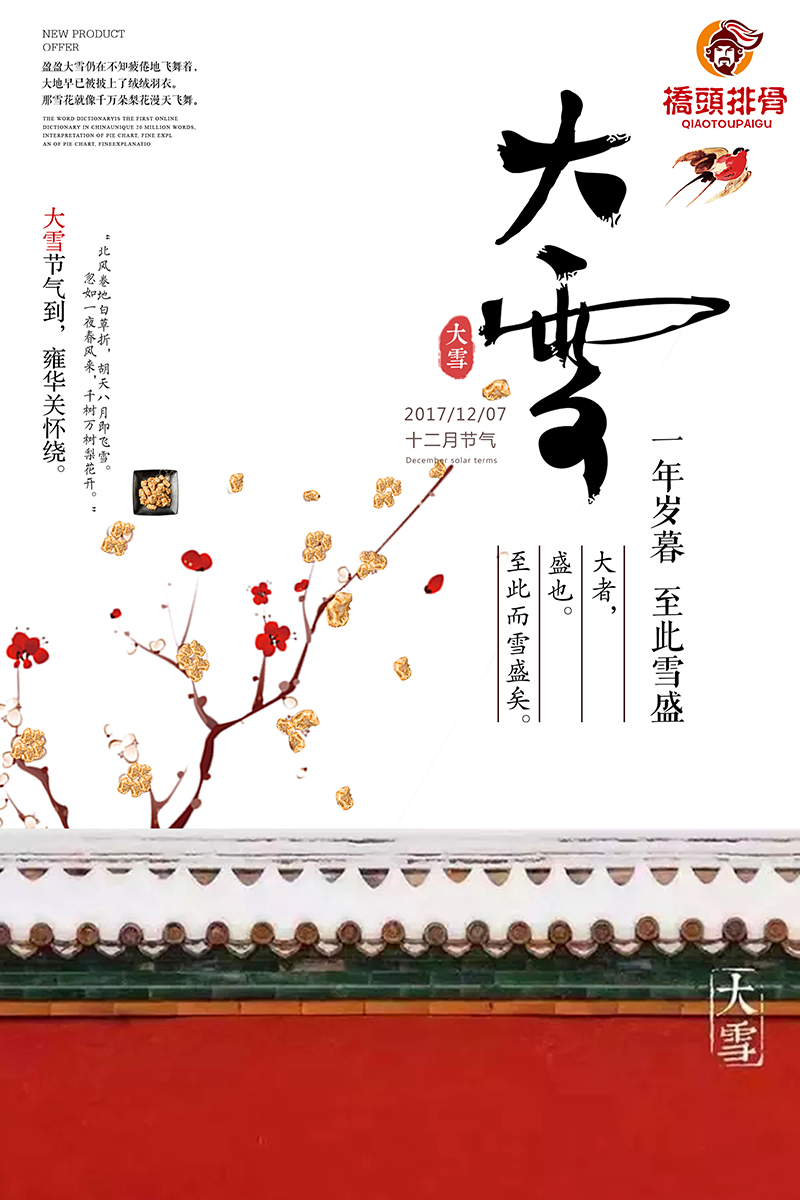 NEW PRODUCT
OFFER
盈盈大雪仍在不知疲倦地飞舞着，
大地早已被披上了绒绒羽衣。
那雪花就像千万朵梨花漫天飞舞。
THE WORD DICTIONARYIS THE FIRST ONLINE
DICTIONARY IN CHINAUNIQUE 20 MILLION WORDS,
INTERPRETATION OF PIE CHART, FINE EXPL
AN OF PIE CHART, FINEEXPLANATIO
橋頭排骨
QIAOTOUPAIGU
大雪
大雪
2017/12/07
十二月节气
December solar terms
一年岁暮 至此雪盛
大者，
盛也。
至此而雪盛矣。
“北风卷地白草折，胡天八月即飞雪。
忽如一夜春风来，千树万树梨花开。”
大雪节气到，雍华关怀绕。
大雪